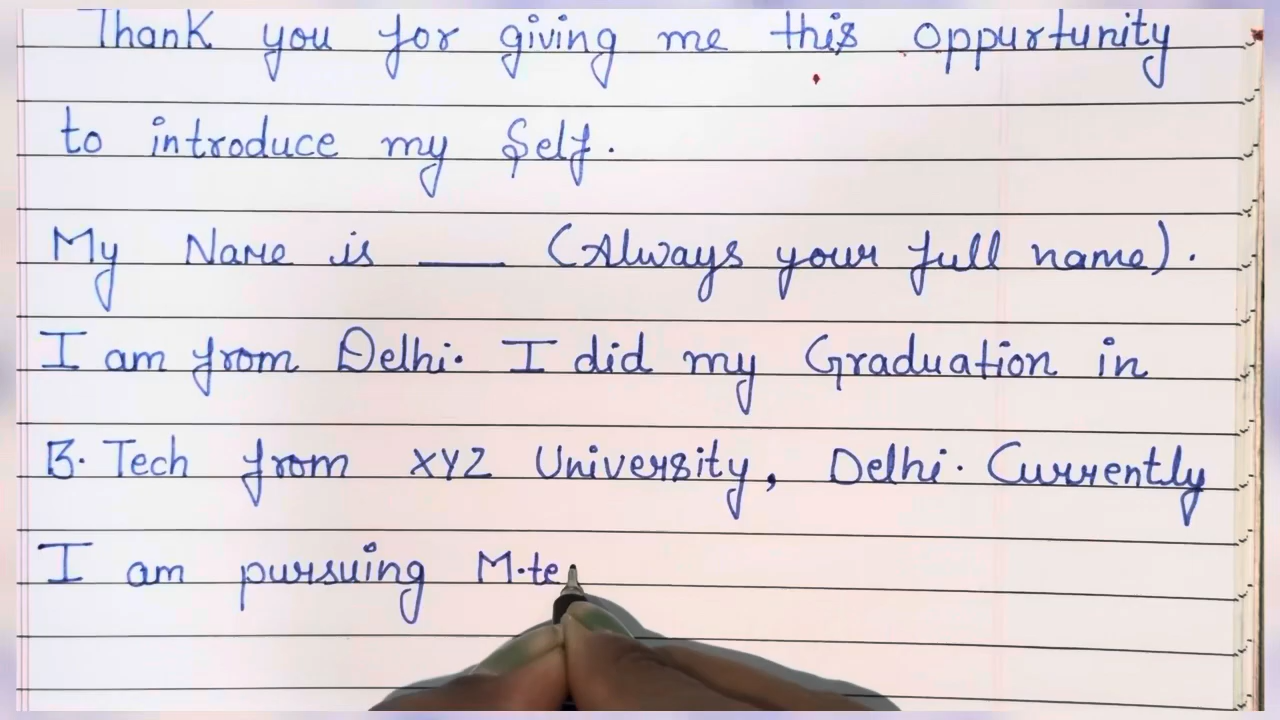 Thank you for giving me this oppurtunity
to introduce my Self.
My Name is ___ (Always your full name).
I am from Delhi. I did my Graduation in
B. Tech from XYZ University, Delhi. Currently
I am pursuing M.te